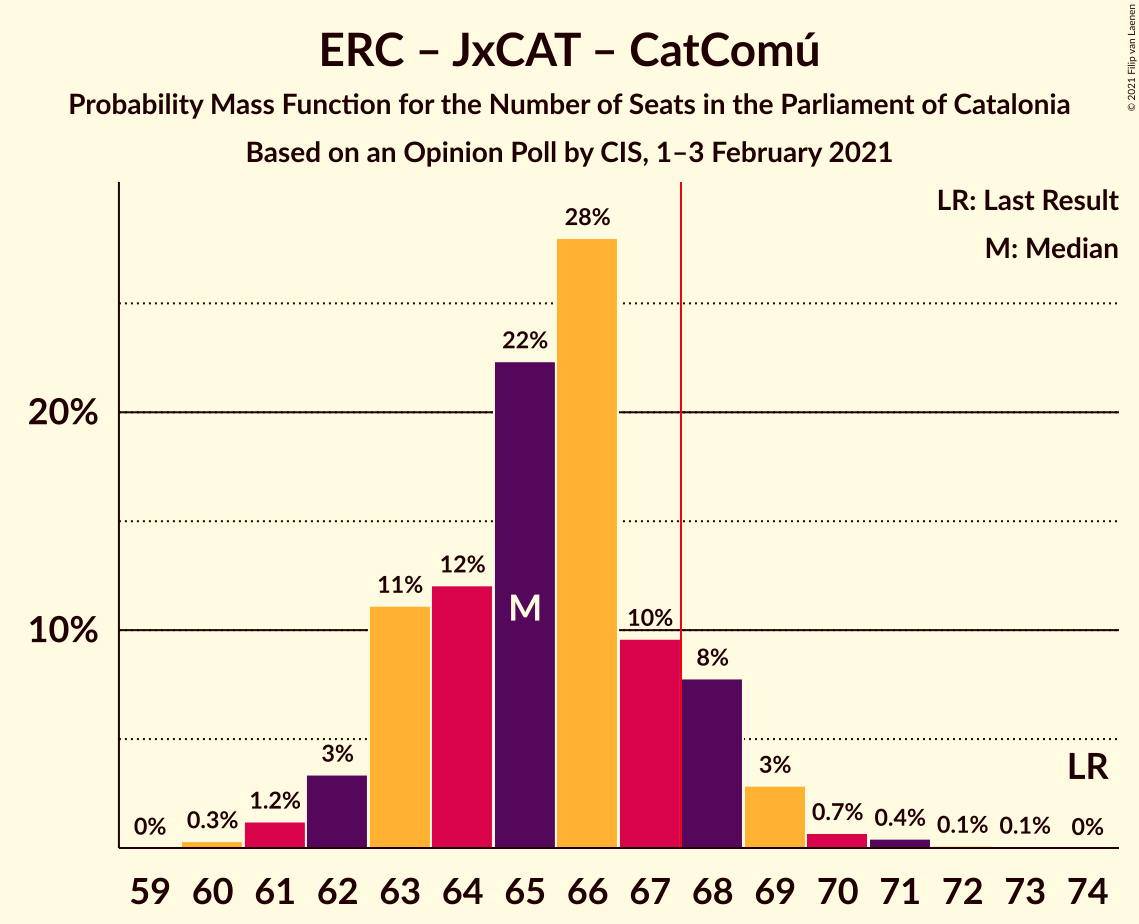 ERC – JxCAT – CatComú
Probability Mass Function for the Number of Seats in the Parliament of Catalonia
Based on an Opinion Poll by CIS, 1–3 February 2021
© 2021 Filip van Laenen
LR: Last Result
M: Median
28%
22%
20%
12%
11%
M
10%
10%
8%
3%
3%
LR
1.2%
0.3%
0%
0.7%
0.4%
0.1%
0.1%
0%
59 60 61 62 63 64 65 66 67 68 69 70 71 72 73 74